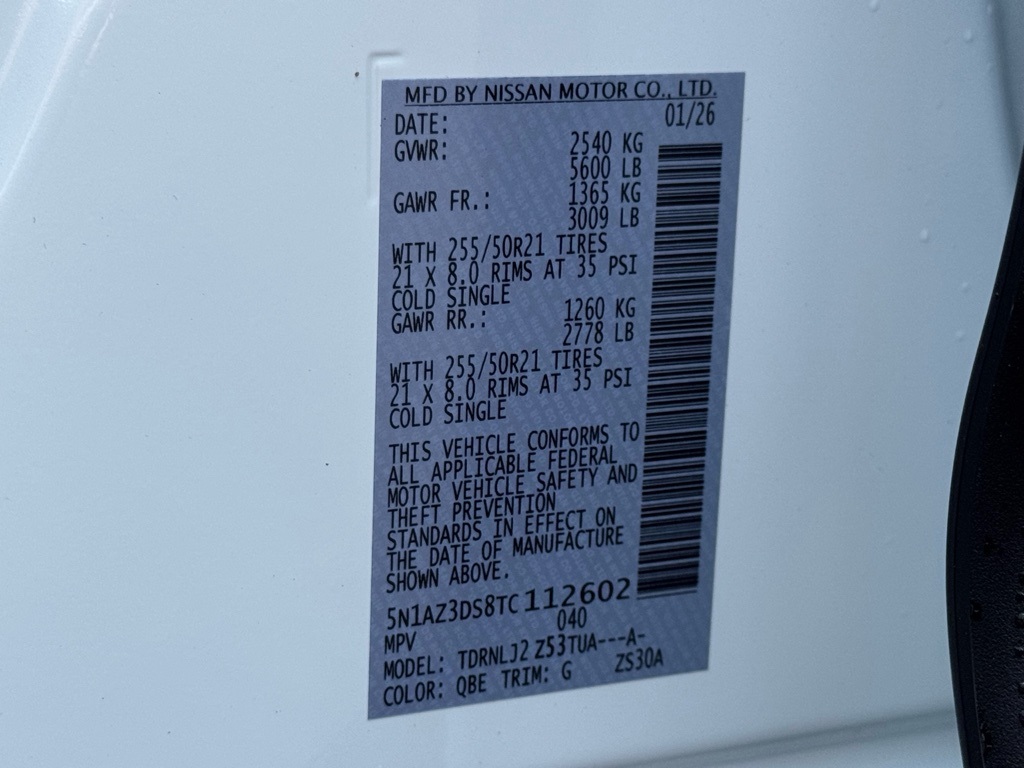 MFD BY NISSAN MOTOR CO., LTD.
DATE: 01/26
GVWR: 2540 KG
5600 LB
GAWR FR.: 1365 KG
3009 LB
WITH 255/50R21 TIRES
21 X 8.0 RIMS AT 35 PSI
COLD SINGLE
GAWR RR.: 1260 KG
2778 LB
WITH 255/50R21 TIRES
21 X 8.0 RIMS AT 35 PSI
COLD SINGLE
THIS VEHICLE CONFORMS TO
ALL APPLICABLE FEDERAL
MOTOR VEHICLE SAFETY AND
THEFT PREVENTION
STANDARDS IN EFFECT ON
THE DATE OF MANUFACTURE
SHOWN ABOVE.
5N1AZ3DS8TC112602
MPV 040
MODEL: TDRNLJ2 Z53TUA---A-
COLOR: QBE TRIM: G ZS30A